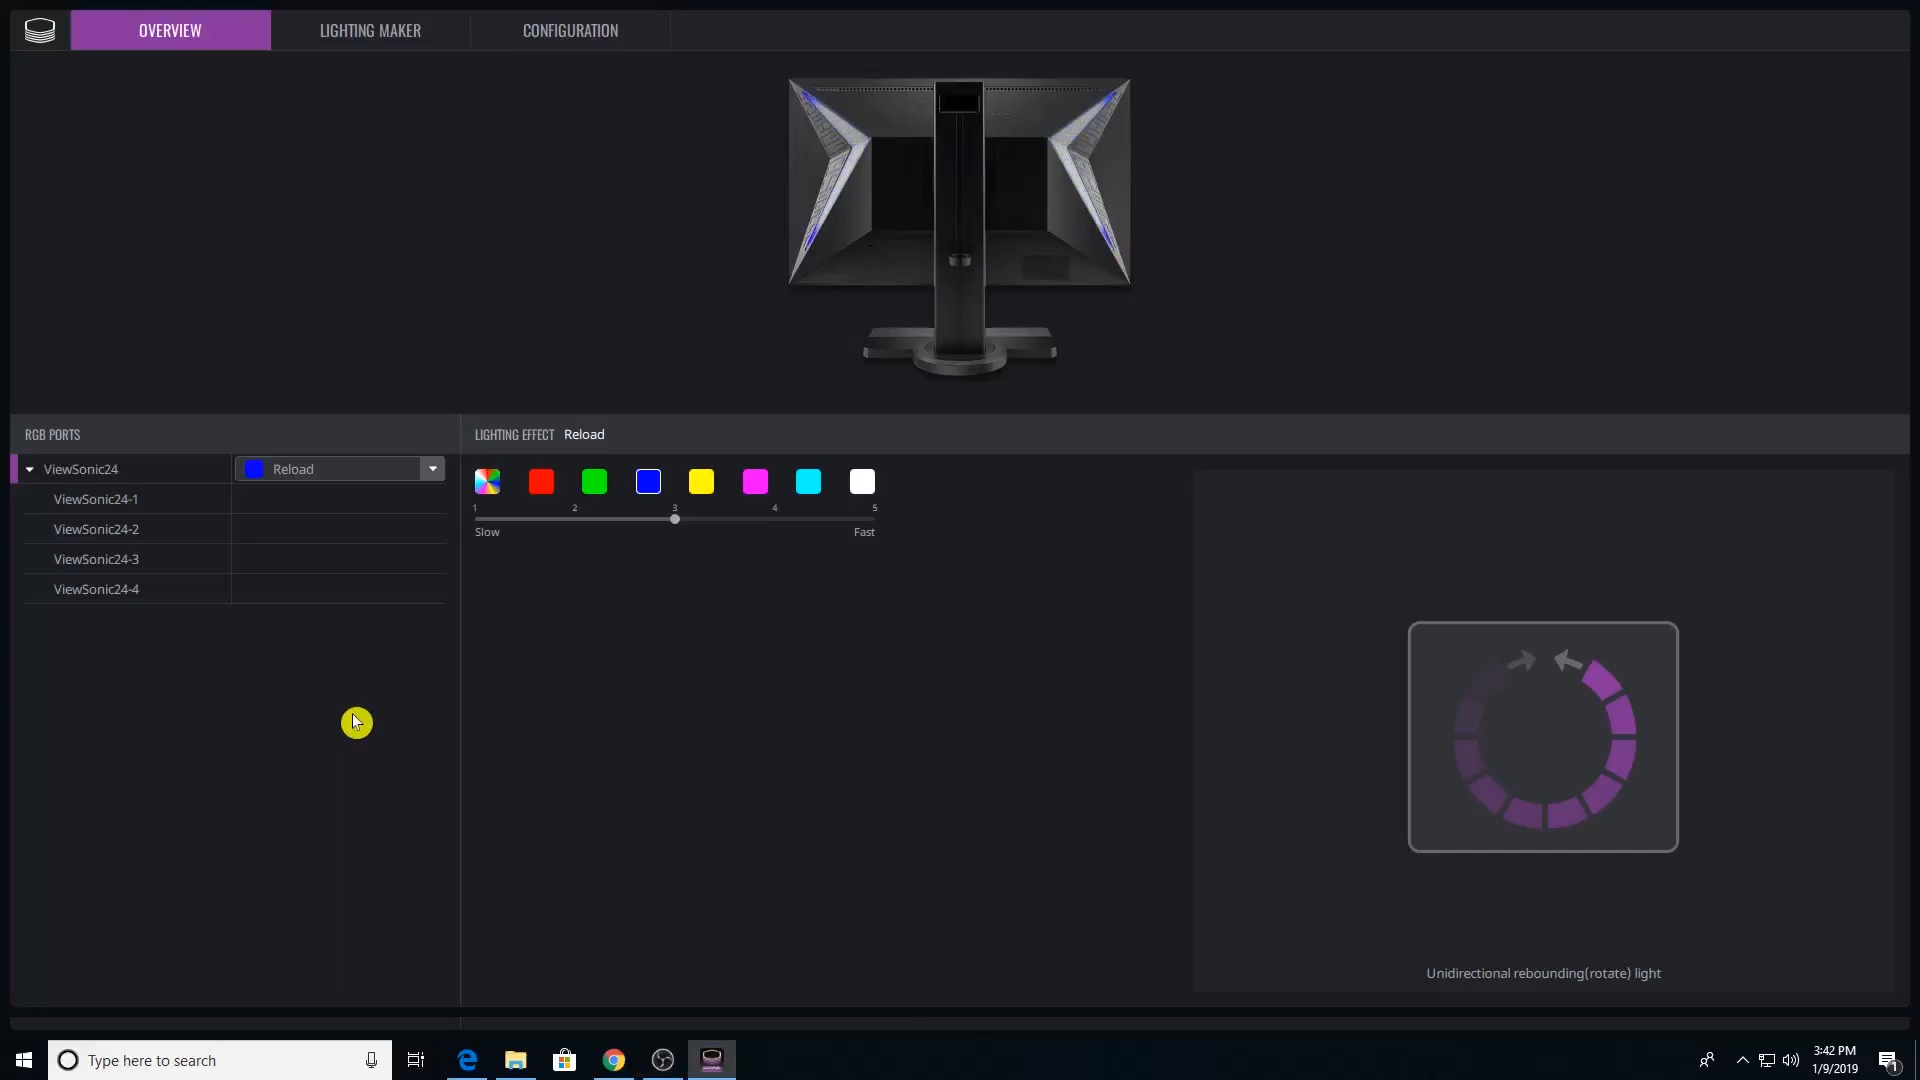 OVERVIEW
LIGHTING MAKER
CONFIGURATION
RGB PORTS
ViewSonic24
Reload
ViewSonic24-1
ViewSonic24-2
ViewSonic24-3
ViewSonic24-4
LIGHTING EFFECT Reload
1 2 3 4 5
Slow Fast
Unidirectional rebounding(rotate) light
Type here to search
3:42 PM
1/9/2019
1